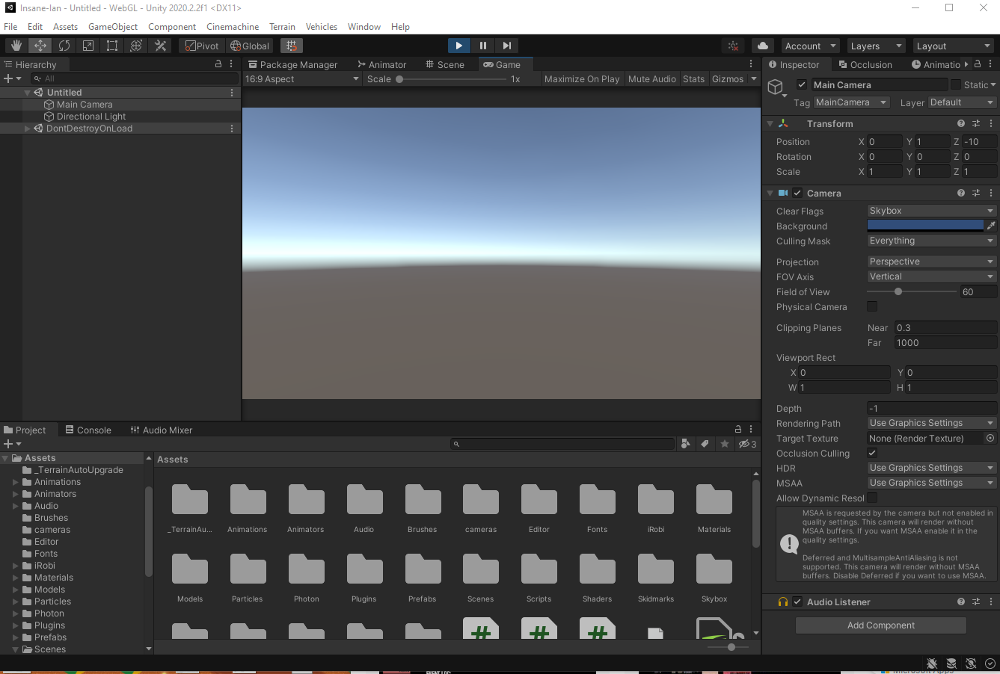 Insane-Ian - Untitled - WebGL - Unity 2020.2.2f1 <DX11>
File Edit Assets GameObject Component Cinemachine Terrain Vehicles Window Help
Pivot Global Account Layers Layout
Hierarchy
All
Untitled
Main Camera
Directional Light
DontDestroyOnLoad
Package Manager Animator Scene Game
16:9 Aspect Scale 1x Maximize On Play Mute Audio Stats Gizmos
Inspector Occlusion Animatio
Main Camera Static
Tag MainCamera Layer Default
Transform
Position X 0 Y 1 Z -10
Rotation X 0 Y 0 Z 0
Scale X 1 Y 1 Z 1
Camera
Clear Flags Skybox
Background
Culling Mask Everything
Projection Perspective
FOV Axis Vertical
Field of View 60
Physical Camera
Clipping Planes Near 0.3
Far 1000
Viewport Rect
X 0 Y 0
W 1 H 1
Depth -1
Rendering Path Use Graphics Settings
Target Texture None (Render Texture)
Occlusion Culling
HDR Use Graphics Settings
MSAA Use Graphics Settings
Allow Dynamic Resol
MSAA is requested by the camera but not enabled in
quality settings. This camera will render without
MSAA buffers. If you want MSAA enable it in the
quality settings.
Deferred and MultisampleAntiAliasing is not
supported. This camera will render without MSAA
buffers. Disable Deferred if you want to use MSAA.
Audio Listener
Add Component
Project Console Audio Mixer
3
Assets
_TerrainAutoUpgrade
Animations
Animators
Audio
Brushes
cameras
Editor
Fonts
iRobi
Materials
Models
Particles
Photon
Plugins
Prefabs
Scenes
Assets
_TerrainAu... Animations Animators Audio Brushes cameras Editor Fonts iRobi Materials
Models Particles Photon Plugins Prefabs Scenes Scripts Shaders Skidmarks Skybox
# # #
EVENT LOG
Microsoft Apps